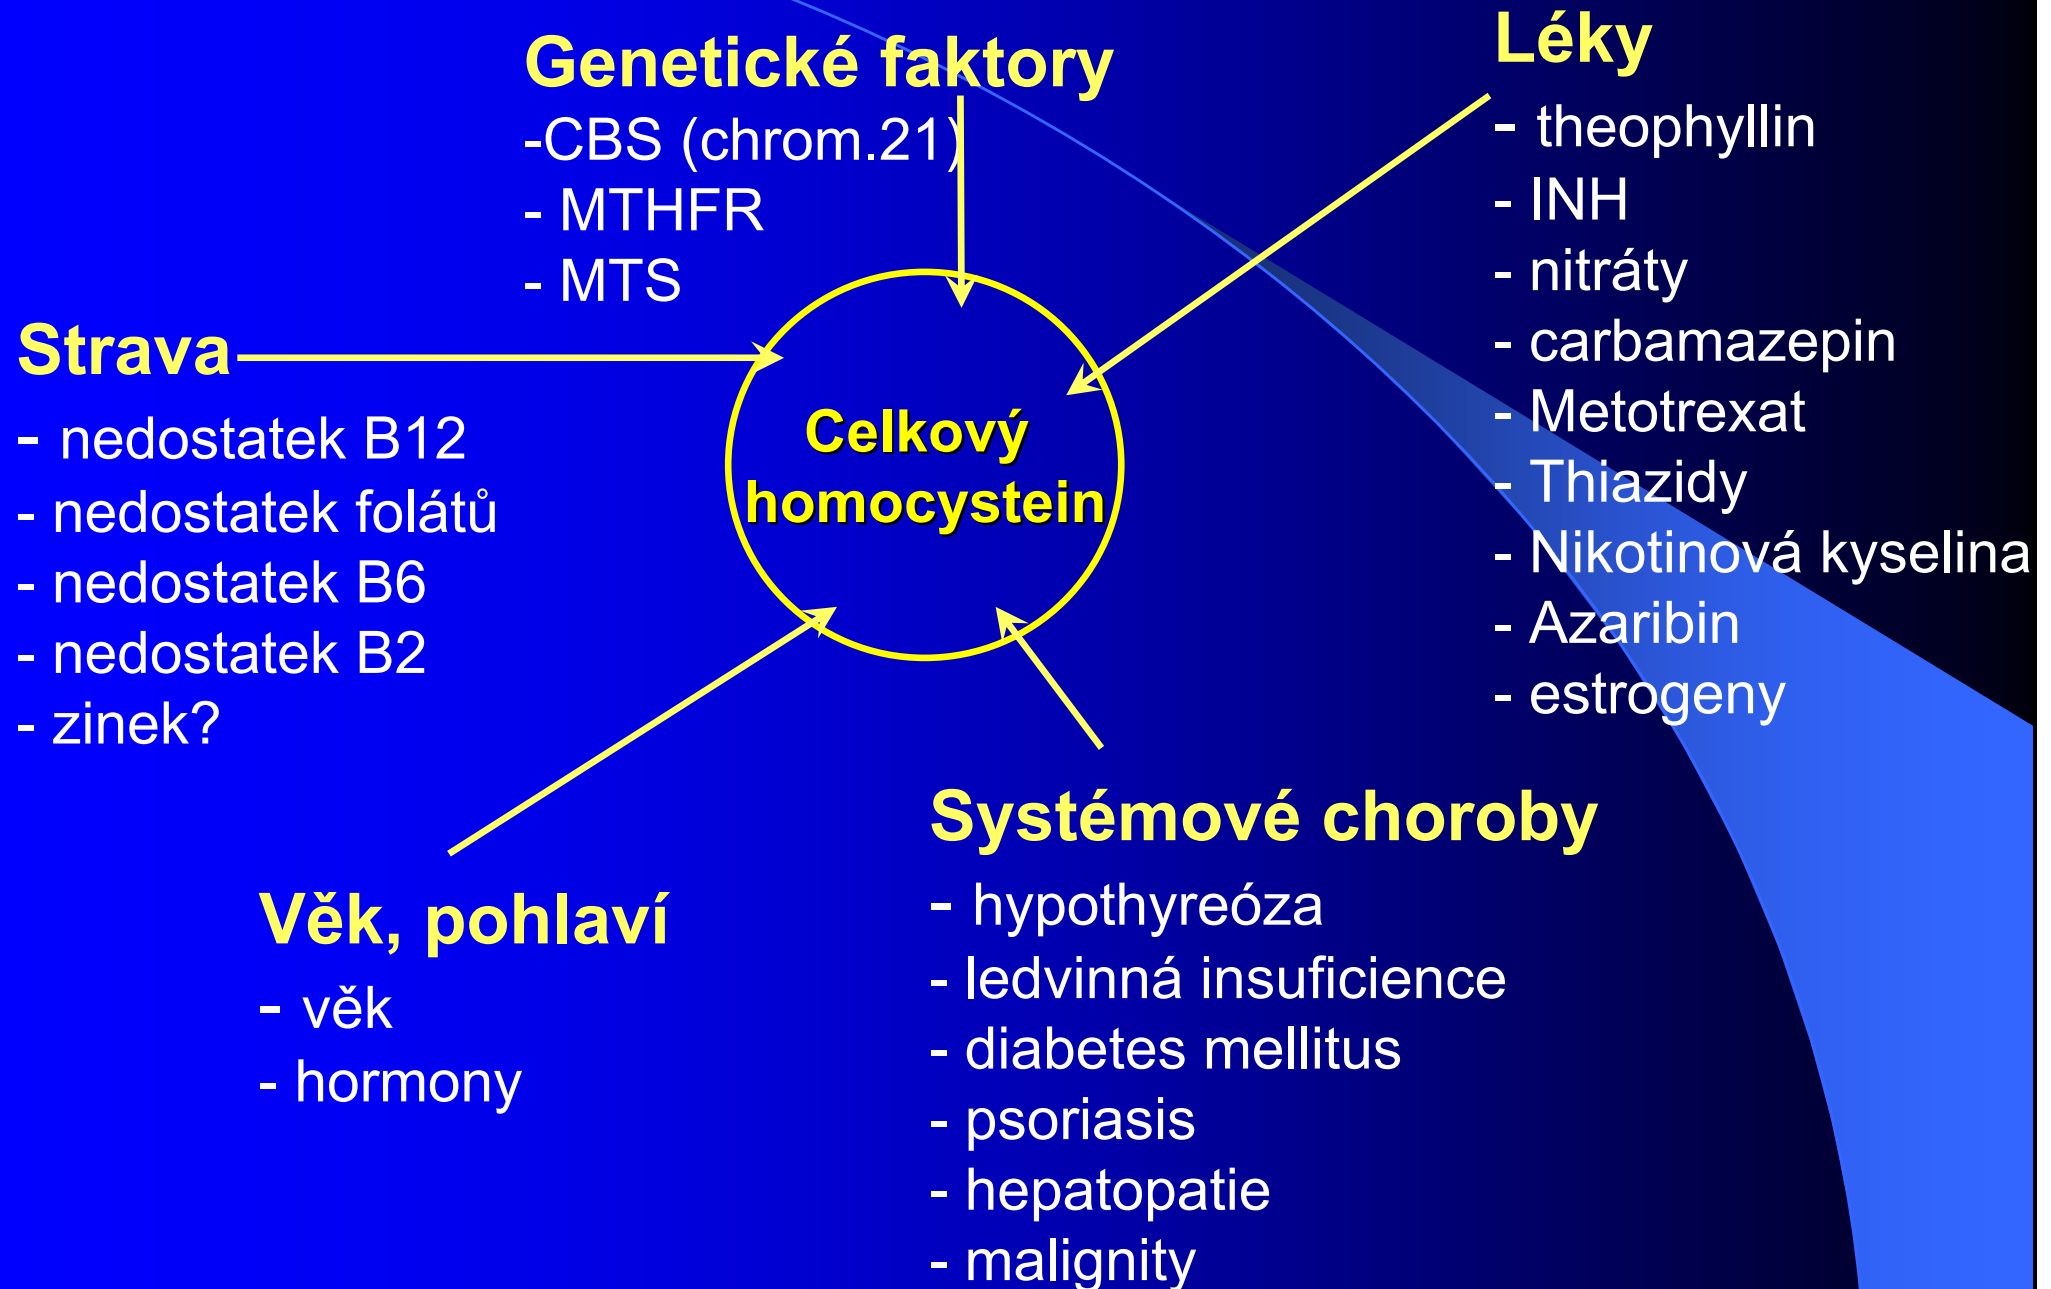 Genetické faktory
-CBS (chrom.21)
- MTHFR
- MTS
Léky
- theophyllin
- INH
- nitráty
- carbamazepin
- Metotrexat
- Thiazidy
- Nikotinová kyselina
- Azaribin
- estrogeny
Strava
- nedostatek B12
- nedostatek folátů
- nedostatek B6
- nedostatek B2
- zinek?
Celkový
homocystein
Věk, pohlaví
- věk
- hormony
Systémové choroby
- hypothyreóza
- ledvinná insuficience
- diabetes mellitus
- psoriasis
- hepatopatie
- malignity